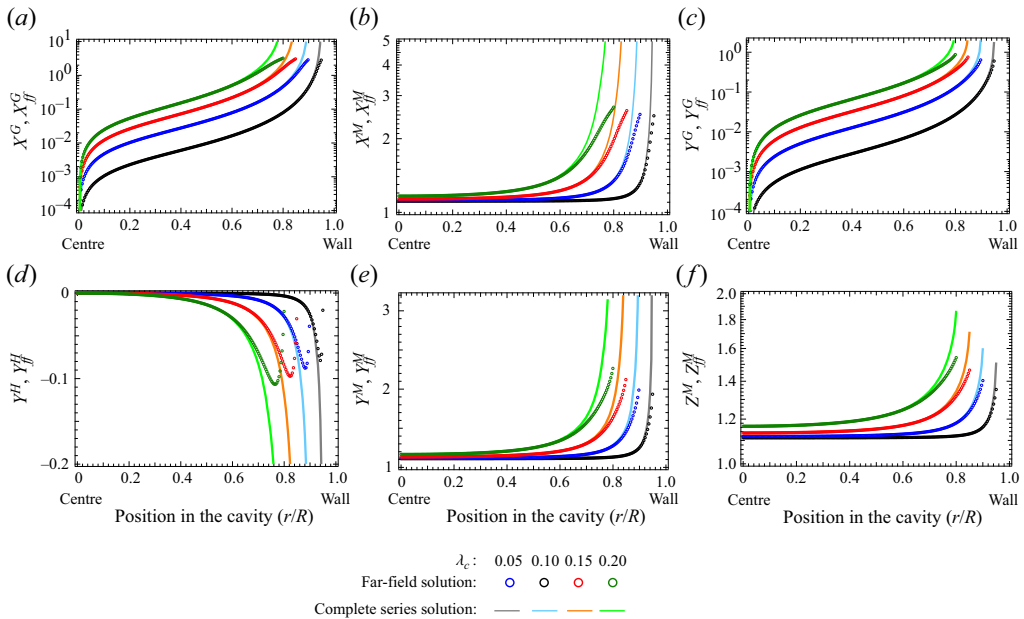 (a)
(b)
(c)
10¹
10⁰
10⁻¹
10⁻²
10⁻³
10⁻⁴
X^G, X^G_ff
0 0.2 0.4 0.6 0.8 1.0
Centre Wall
5
4
3
2
1
X^M, X^M_ff
0 0.2 0.4 0.6 0.8 1.0
Centre Wall
10⁰
10⁻¹
10⁻²
10⁻³
10⁻⁴
Y^G, Y^G_ff
0 0.2 0.4 0.6 0.8 1.0
Centre Wall
(d)
(e)
(f)
0
−0.1
−0.2
Y^H, Y^H_ff
0 0.2 0.4 0.6 0.8 1.0
Centre Wall
Position in the cavity (r/R)
3
2
1
Y^M, Y^M_ff
0 0.2 0.4 0.6 0.8 1.0
Centre Wall
Position in the cavity (r/R)
2.0
1.8
1.6
1.4
1.2
1.0
Z^M, Z^M_ff
0 0.2 0.4 0.6 0.8 1.0
Centre Wall
Position in the cavity (r/R)
λ_c: 0.05 0.10 0.15 0.20
Far-field solution:
Complete series solution: